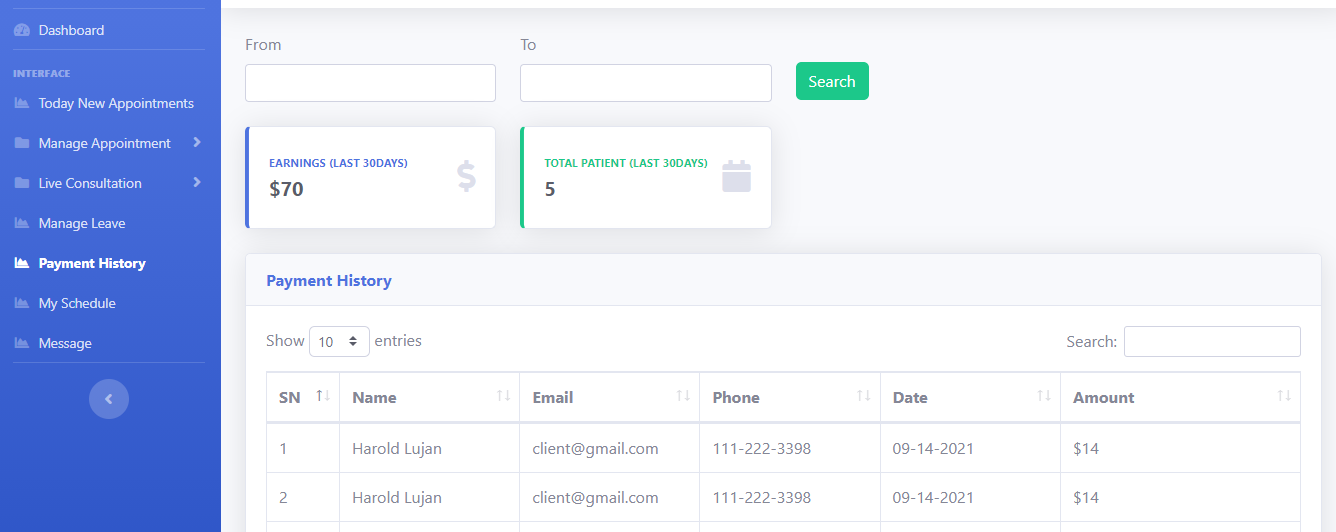 Dashboard
INTERFACE
Today New Appointments
Manage Appointment
Live Consultation
Manage Leave
Payment History
My Schedule
Message
From To
Search
EARNINGS (LAST 30DAYS) TOTAL PATIENT (LAST 30DAYS)
$70 5
Payment History
Show 10 entries Search:
SN Name Email Phone Date Amount
1 Harold Lujan client@gmail.com 111-222-3398 09-14-2021 $14
2 Harold Lujan client@gmail.com 111-222-3398 09-14-2021 $14